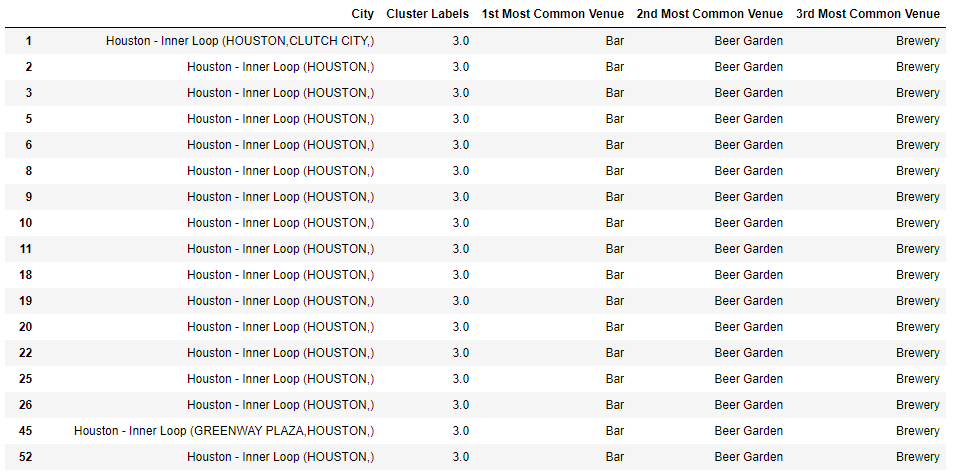 City Cluster Labels 1st Most Common Venue 2nd Most Common Venue 3rd Most Common Venue
1 Houston - Inner Loop (HOUSTON,CLUTCH CITY,) 3.0 Bar Beer Garden Brewery
2 Houston - Inner Loop (HOUSTON,) 3.0 Bar Beer Garden Brewery
3 Houston - Inner Loop (HOUSTON,) 3.0 Bar Beer Garden Brewery
5 Houston - Inner Loop (HOUSTON,) 3.0 Bar Beer Garden Brewery
6 Houston - Inner Loop (HOUSTON,) 3.0 Bar Beer Garden Brewery
8 Houston - Inner Loop (HOUSTON,) 3.0 Bar Beer Garden Brewery
9 Houston - Inner Loop (HOUSTON,) 3.0 Bar Beer Garden Brewery
10 Houston - Inner Loop (HOUSTON,) 3.0 Bar Beer Garden Brewery
11 Houston - Inner Loop (HOUSTON,) 3.0 Bar Beer Garden Brewery
18 Houston - Inner Loop (HOUSTON,) 3.0 Bar Beer Garden Brewery
19 Houston - Inner Loop (HOUSTON,) 3.0 Bar Beer Garden Brewery
20 Houston - Inner Loop (HOUSTON,) 3.0 Bar Beer Garden Brewery
22 Houston - Inner Loop (HOUSTON,) 3.0 Bar Beer Garden Brewery
25 Houston - Inner Loop (HOUSTON,) 3.0 Bar Beer Garden Brewery
26 Houston - Inner Loop (HOUSTON,) 3.0 Bar Beer Garden Brewery
45 Houston - Inner Loop (GREENWAY PLAZA,HOUSTON,) 3.0 Bar Beer Garden Brewery
52 Houston - Inner Loop (HOUSTON,) 3.0 Bar Beer Garden Brewery